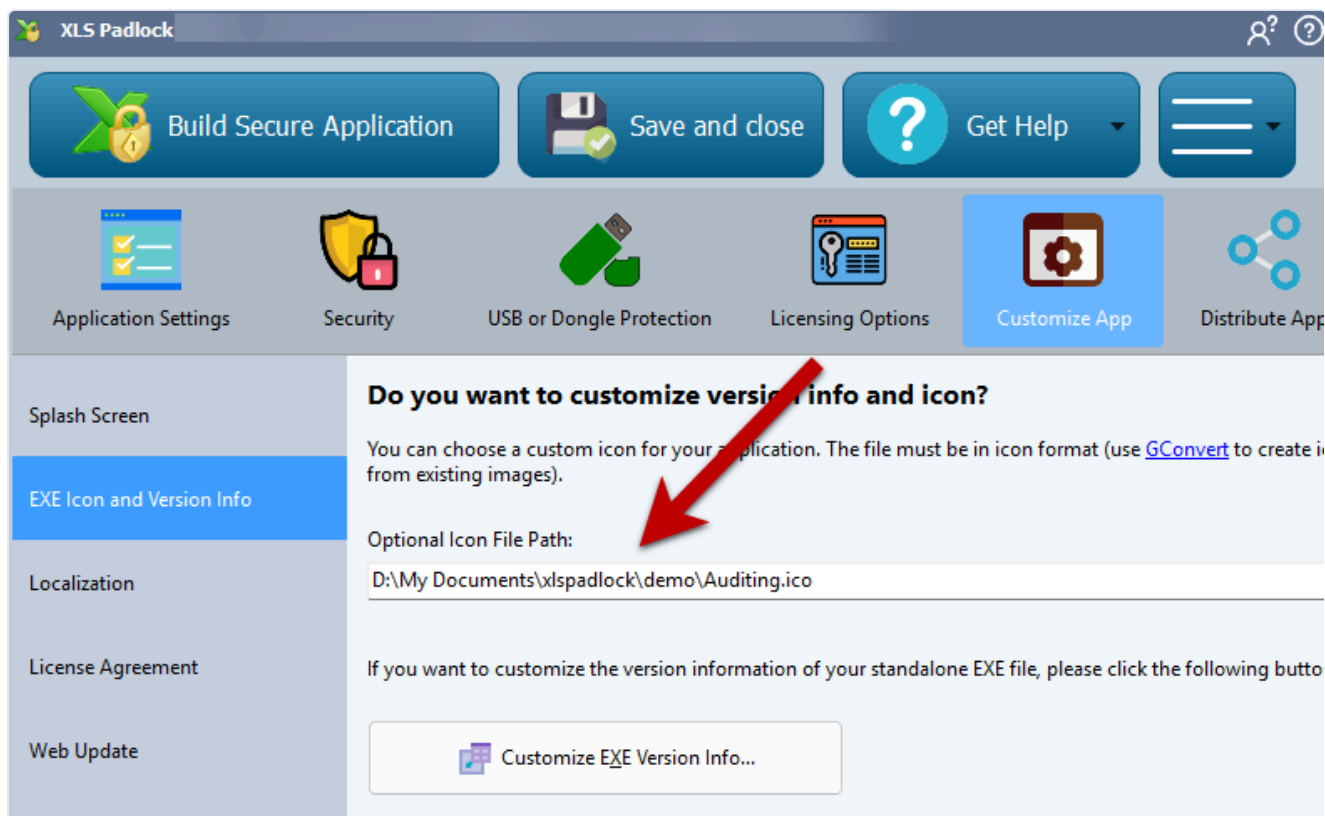 XLS Padlock
Build Secure Application
Save and close
Get Help
Application Settings
Security
USB or Dongle Protection
Licensing Options
Customize App
Distribute App
Splash Screen
EXE Icon and Version Info
Localization
License Agreement
Web Update
Do you want to customize version info and icon?
You can choose a custom icon for your application. The file must be in icon format (use GConvert to create
from existing images).
Optional Icon File Path:
D:\My Documents\xlspadlock\demo\Auditing.ico
If you want to customize the version information of your standalone EXE file, please click the following
Customize EXE Version Info...